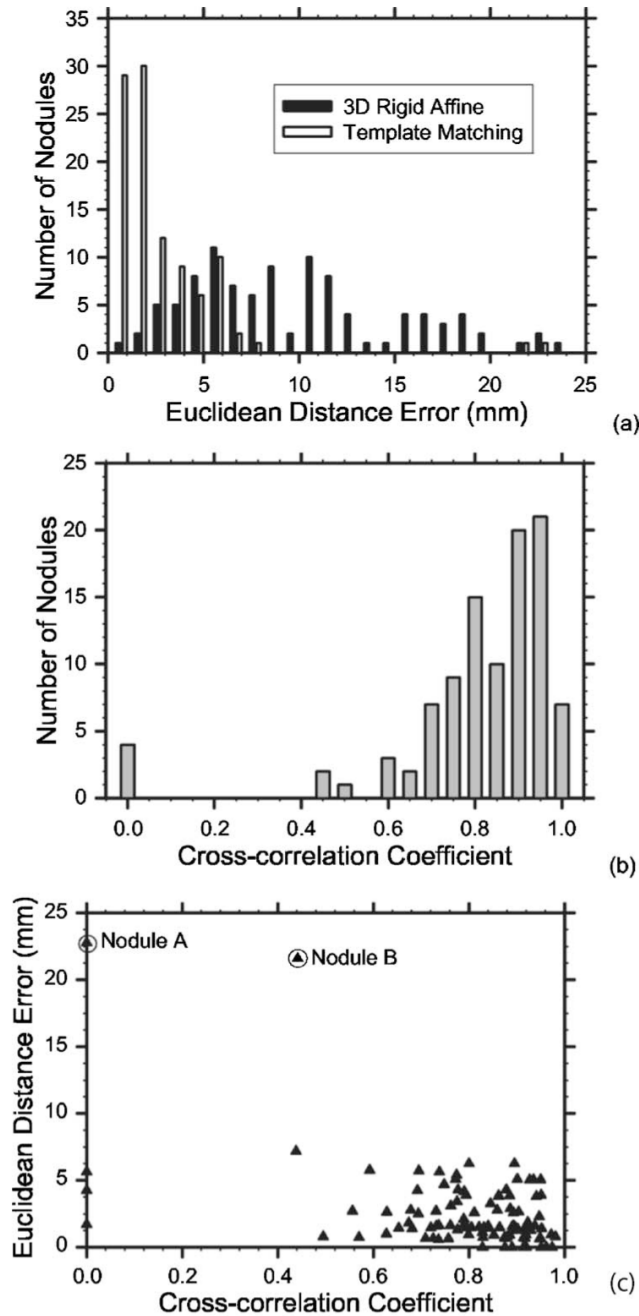 35
30
25
20
15
10
5
0
Number of Nodules
3D Rigid Affine
Template Matching
0 5 10 15 20 25
Euclidean Distance Error (mm)
(a)
25
20
15
10
5
0
Number of Nodules
0.0 0.2 0.4 0.6 0.8 1.0
Cross-correlation Coefficient
(b)
25
20
15
10
5
0
Euclidean Distance Error (mm)
Nodule A
Nodule B
0.0 0.2 0.4 0.6 0.8 1.0
Cross-correlation Coefficient
(c)